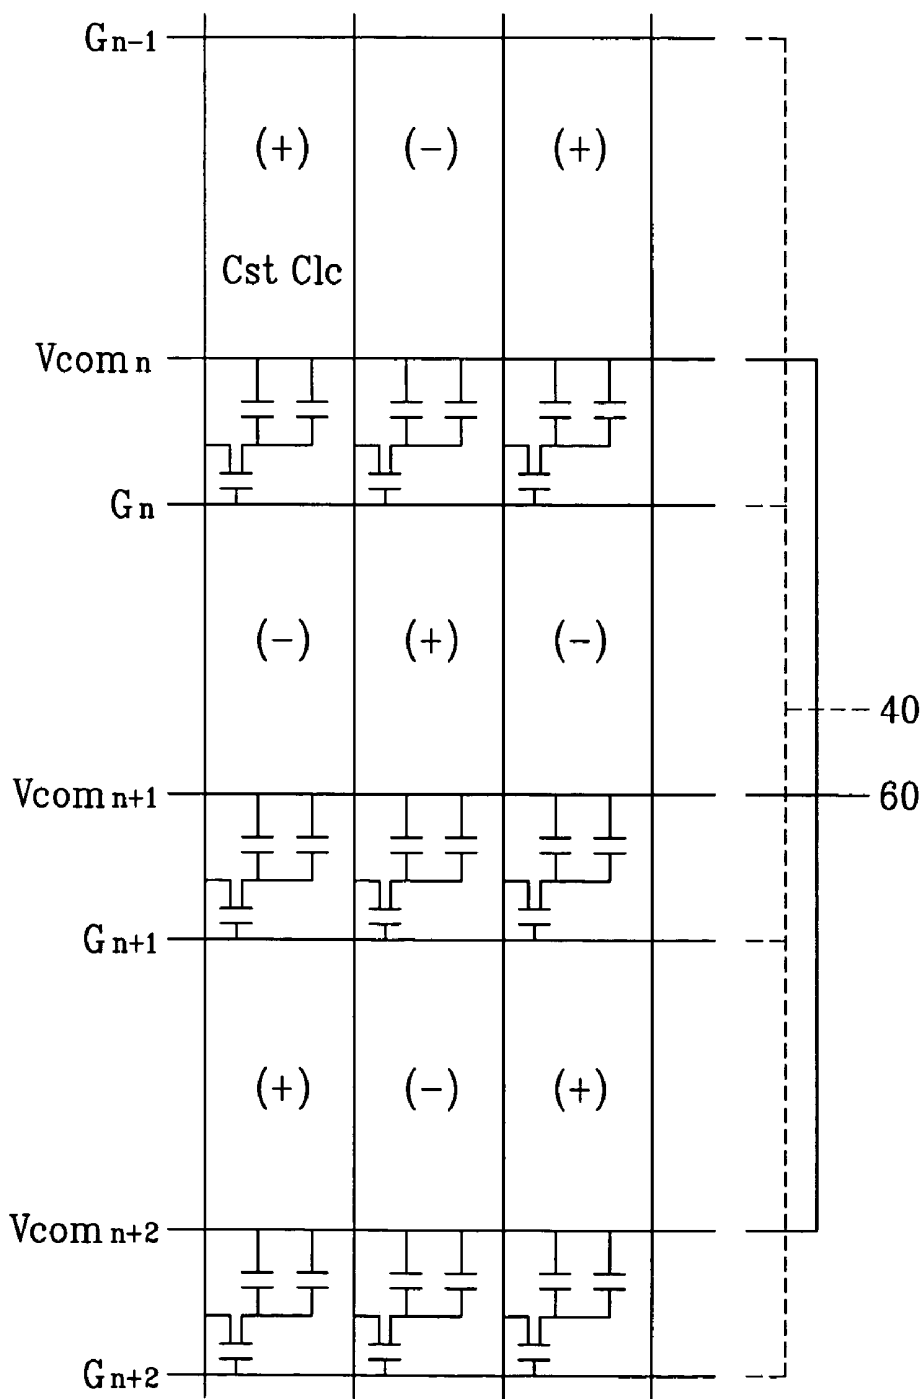 Gn-1
(+) (-) (+)
Cst Clc
Vcom n
Gn
(-) (+) (-)
40
Vcom n+1
60
Gn+1
(+) (-) (+)
Vcom n+2
Gn+2